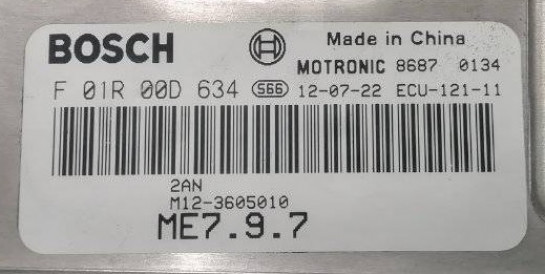 BOSCH Made in China
MOTRONIC 8687 0134
F 01R 00D 634 S66 12-07-22 ECU-121-11
2AN
M12-3605010
ME7.9.7